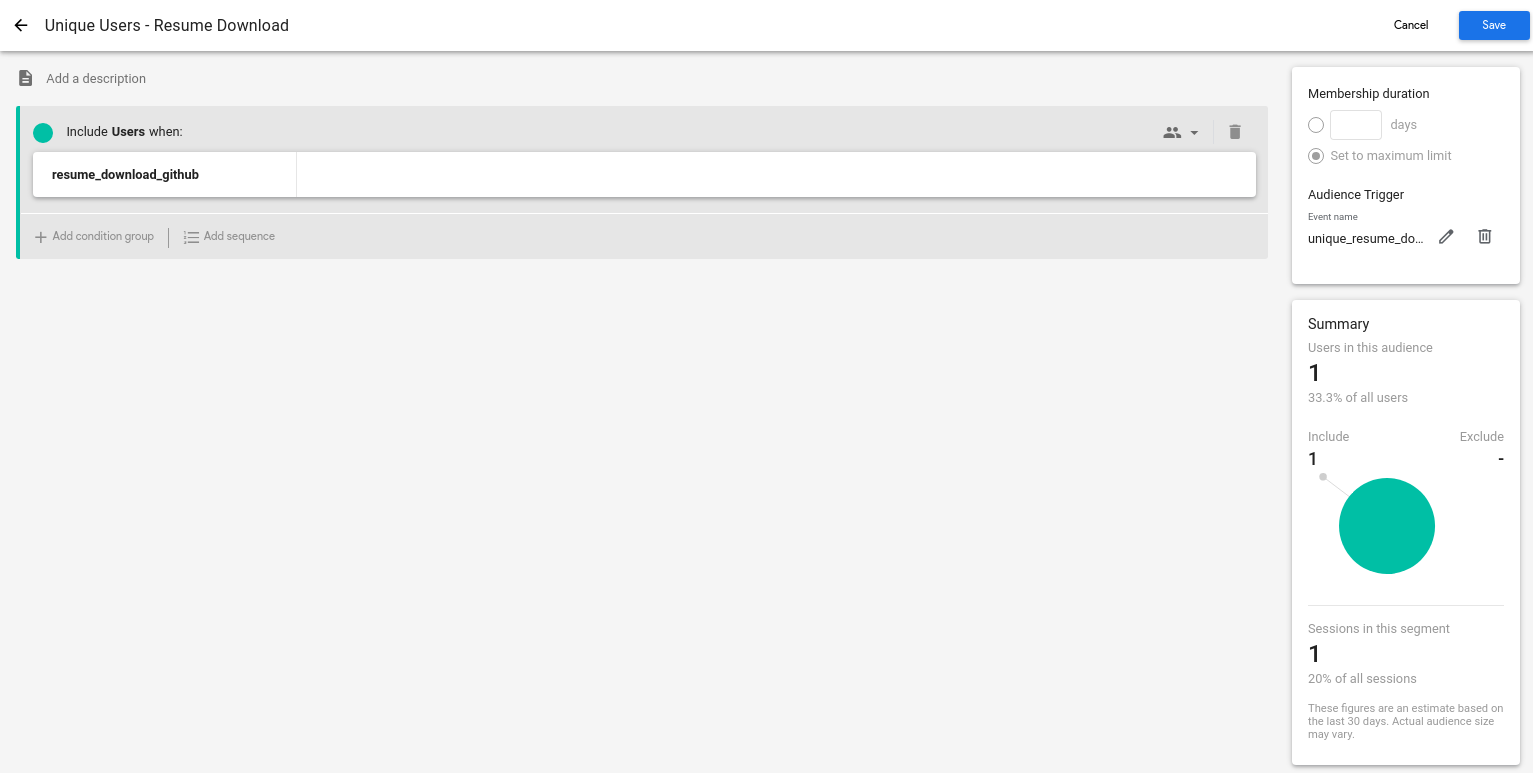 Unique Users - Resume Download
Cancel
Save
Add a description
Include Users when:
resume_download_github
Add condition group
Add sequence
Membership duration
days
Set to maximum limit
Audience Trigger
Event name
unique_resume_do...
Summary
Users in this audience
1
33.3% of all users
Include
Exclude
1
-
Sessions in this segment
1
20% of all sessions
These figures are an estimate based on
the last 30 days. Actual audience size
may vary.